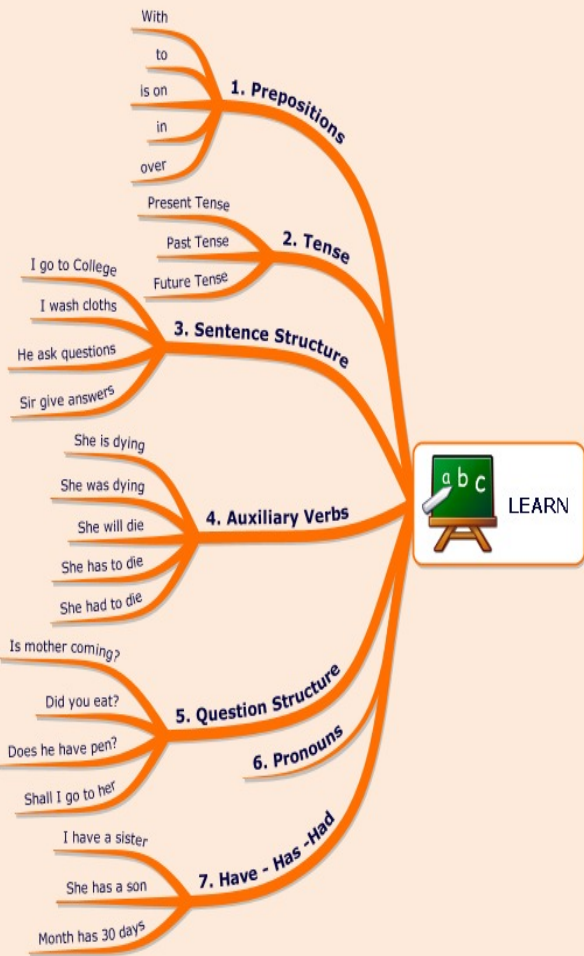 With
to
is on
in
over
1. Prepositions
Present Tense
Past Tense
Future Tense
2. Tense
I go to College
I wash cloths
He ask questions
Sir give answers
3. Sentence Structure
She is dying
She was dying
She will die
She has to die
She had to die
4. Auxiliary Verbs
Is mother coming?
Did you eat?
Does he have pen?
Shall I go to her
5. Question Structure
6. Pronouns
I have a sister
She has a son
Month has 30 days
7. Have - Has -Had
a b c
LEARN